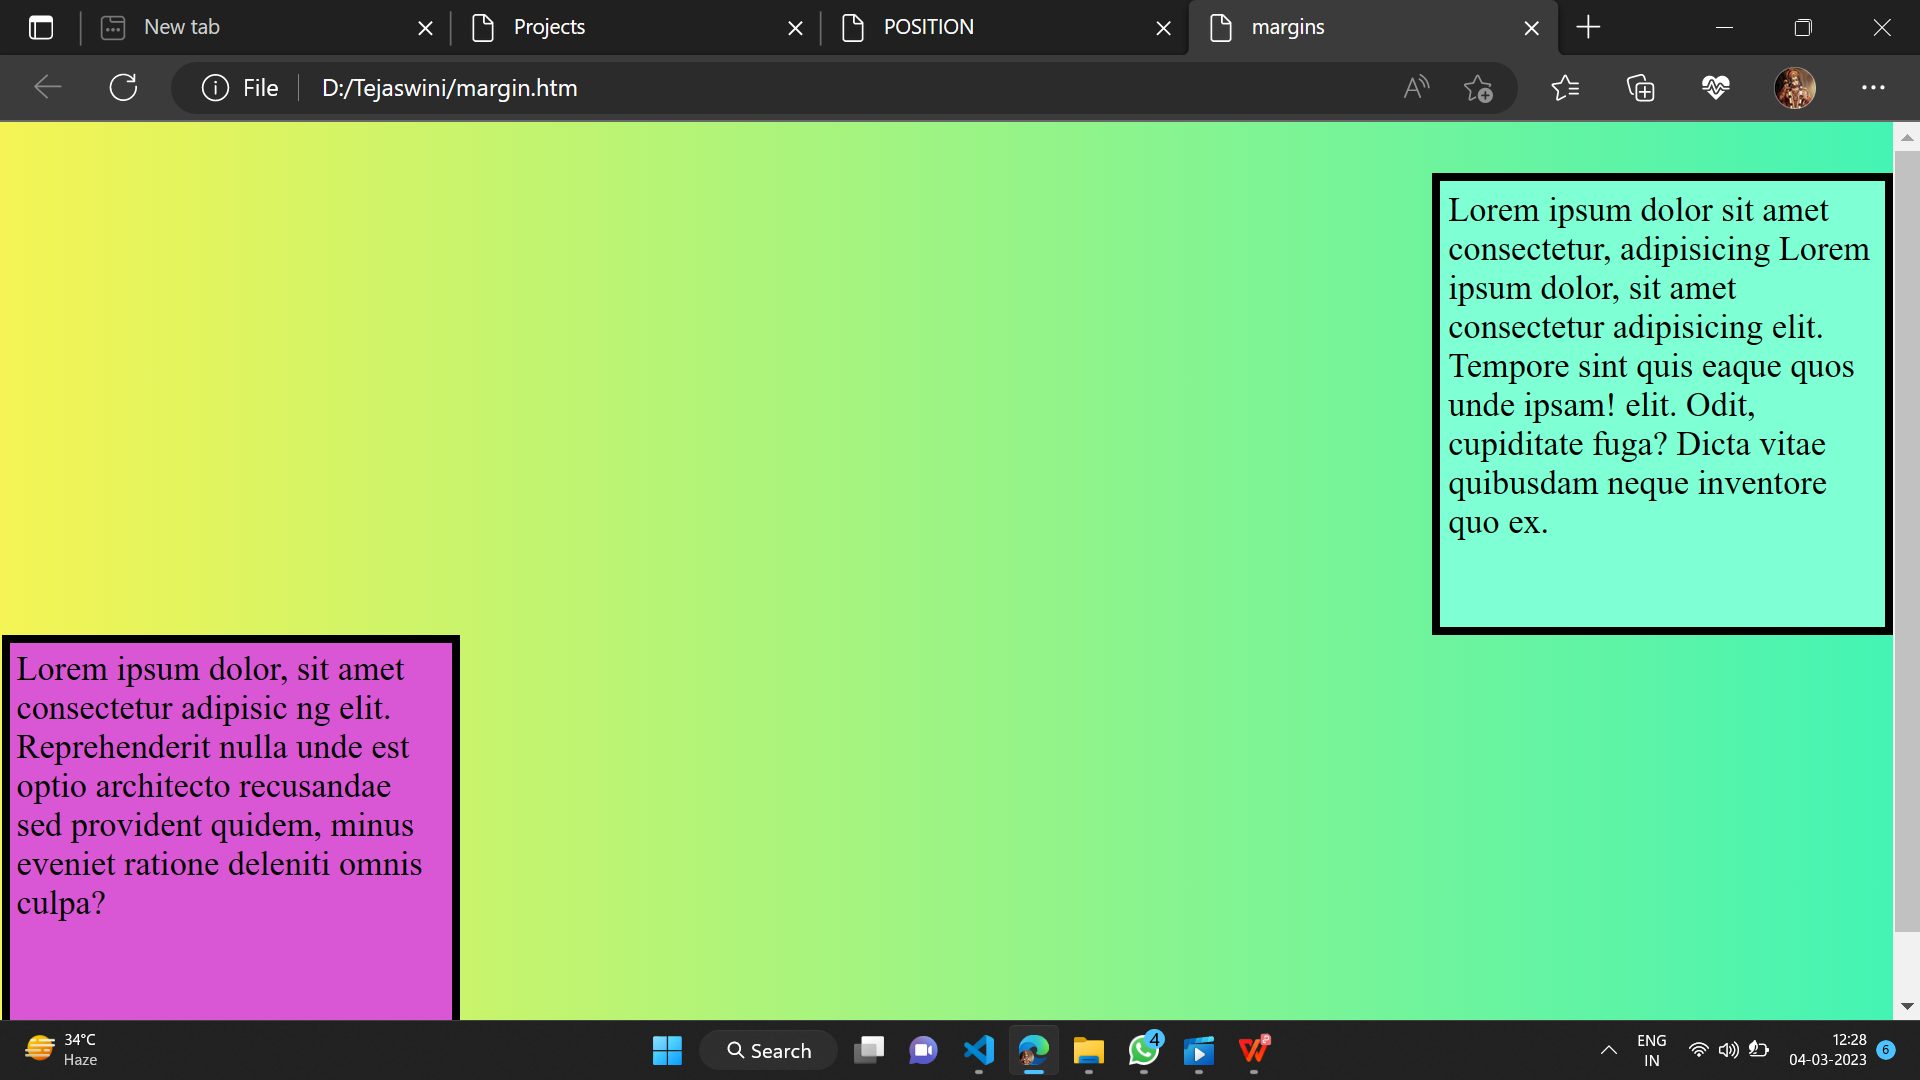 New tab
Projects
POSITION
margins
File
D:/Tejaswini/margin.htm
Lorem ipsum dolor sit amet
consectetur, adipisicing Lorem
ipsum dolor, sit amet
consectetur adipisicing elit.
Tempore sint quis eaque quos
unde ipsam! elit. Odit,
cupiditate fuga? Dicta vitae
quibusdam neque inventore
quo ex.
Lorem ipsum dolor, sit amet
consectetur adipisic ng elit.
Reprehenderit nulla unde est
optio architecto recusandae
sed provident quidem, minus
eveniet ratione deleniti omnis
culpa?
34°C
Haze
Search
4
ENG
IN
12:28
04-03-2023
6